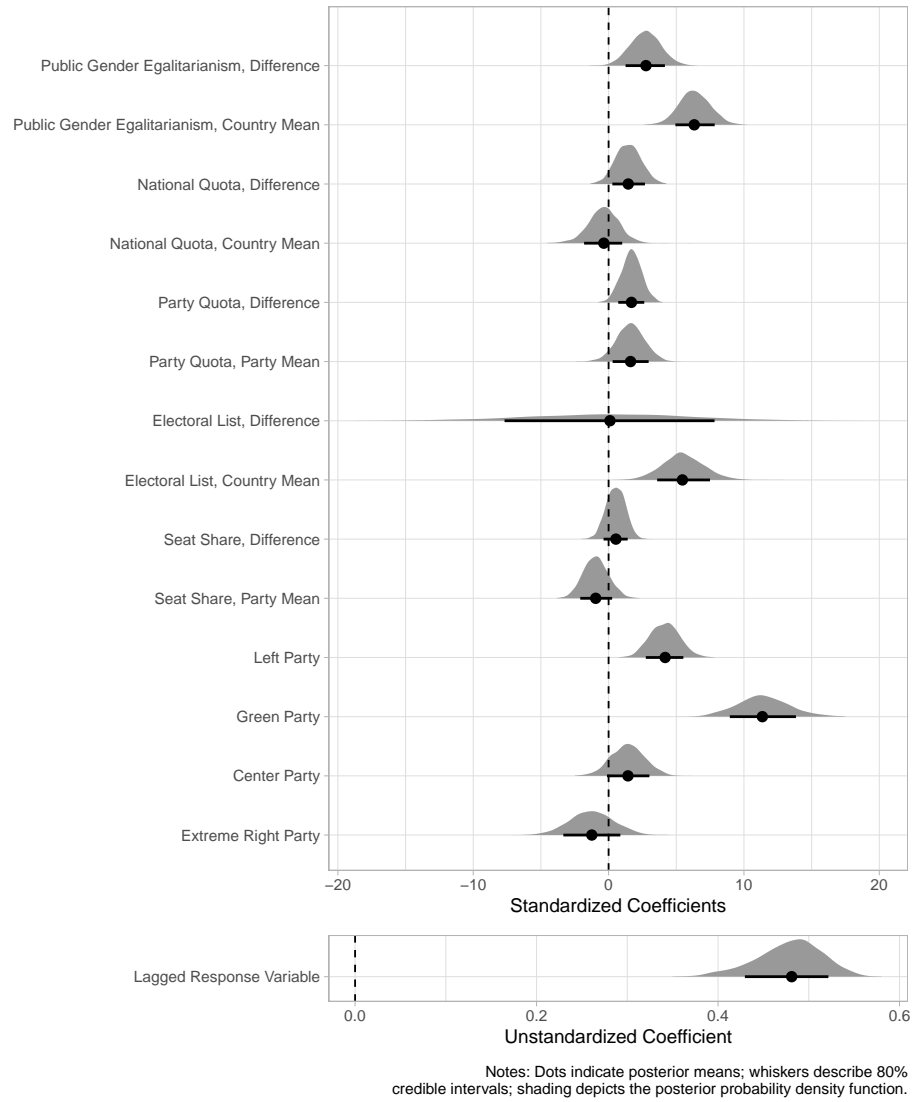 Public Gender Egalitarianism, Difference
Public Gender Egalitarianism, Country Mean
National Quota, Difference
National Quota, Country Mean
Party Quota, Difference
Party Quota, Party Mean
Electoral List, Difference
Electoral List, Country Mean
Seat Share, Difference
Seat Share, Party Mean
Left Party
Green Party
Center Party
Extreme Right Party
−20 −10 0 10 20
Standardized Coefficients
Lagged Response Variable
0.0 0.2 0.4 0.6
Unstandardized Coefficient
Notes: Dots indicate posterior means; whiskers describe 80%
credible intervals; shading depicts the posterior probability density function.